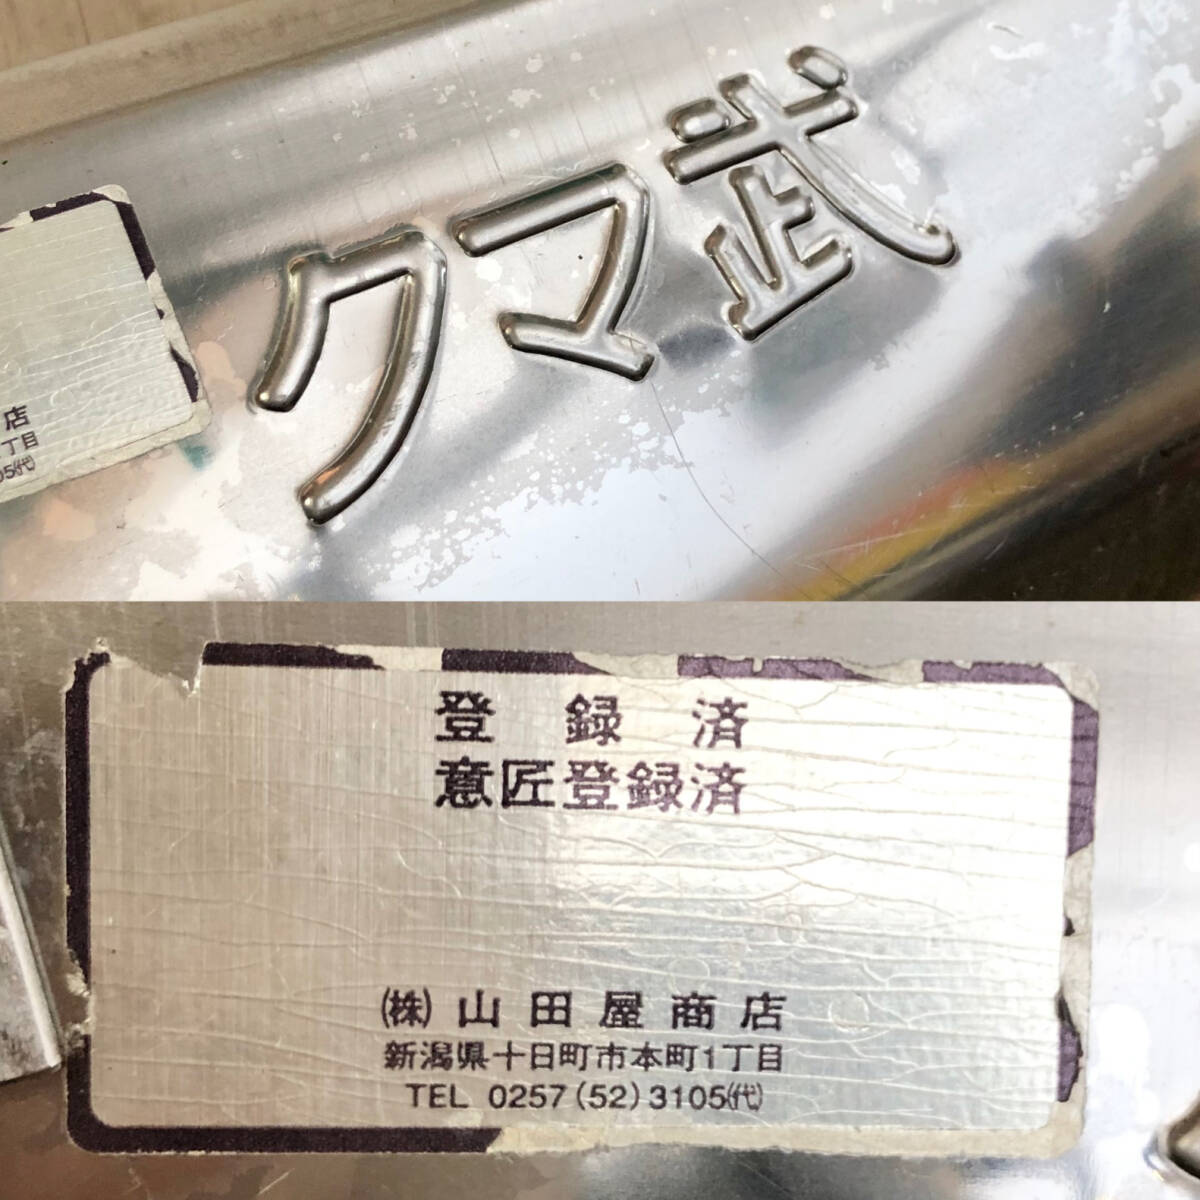 クマ武
店
丁目
05㈹
登録済
意匠登録済
㈱山田屋商店
新潟県十日町市本町1丁目
TEL 0257(52)3105㈹